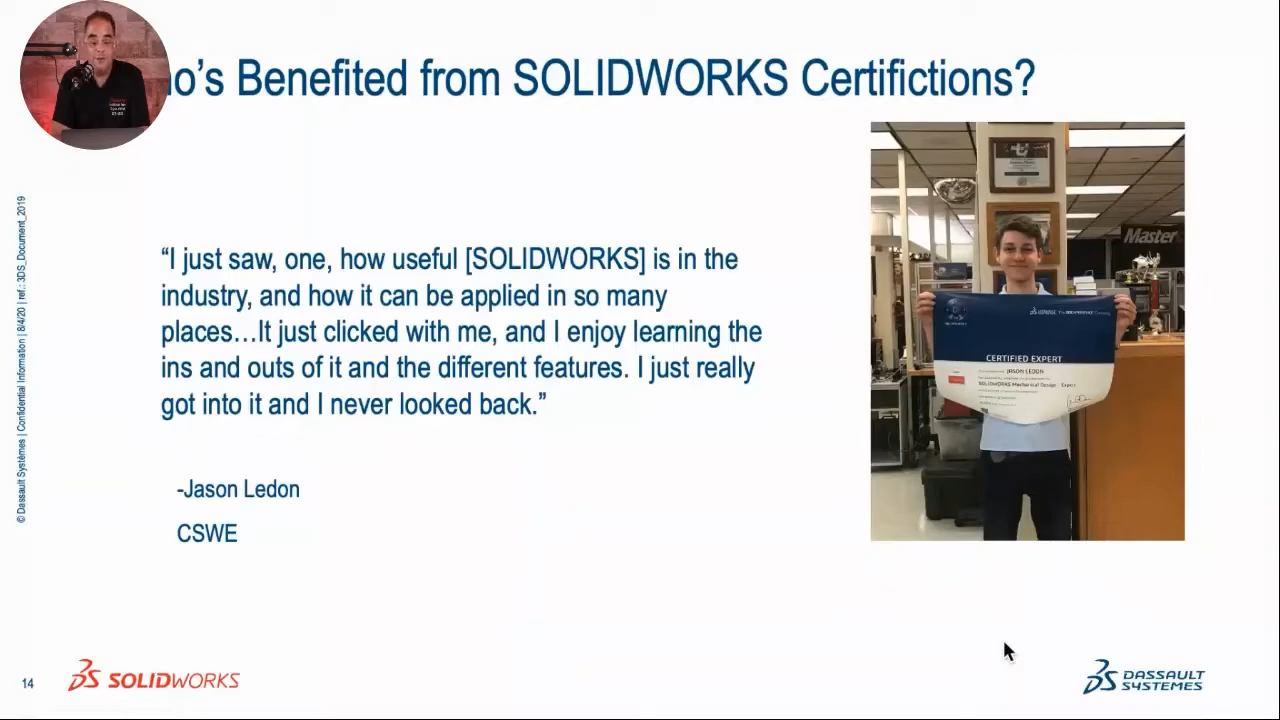 o's Benefited from SOLIDWORKS Certifictions?
© Dassault Systèmes | Confidential Information | 8/4/20 | ref.: 3DS_Document_2019
“I just saw, one, how useful [SOLIDWORKS] is in the
industry, and how it can be applied in so many
places…It just clicked with me, and I enjoy learning the
ins and outs of it and the different features. I just really
got into it and I never looked back.”
-Jason Ledon
CSWE
Master
CERTIFIED EXPERT
JASON LEDON
SOLIDWORKS Mechanical Design - Expert
14
SOLIDWORKS
DASSAULT
SYSTEMES